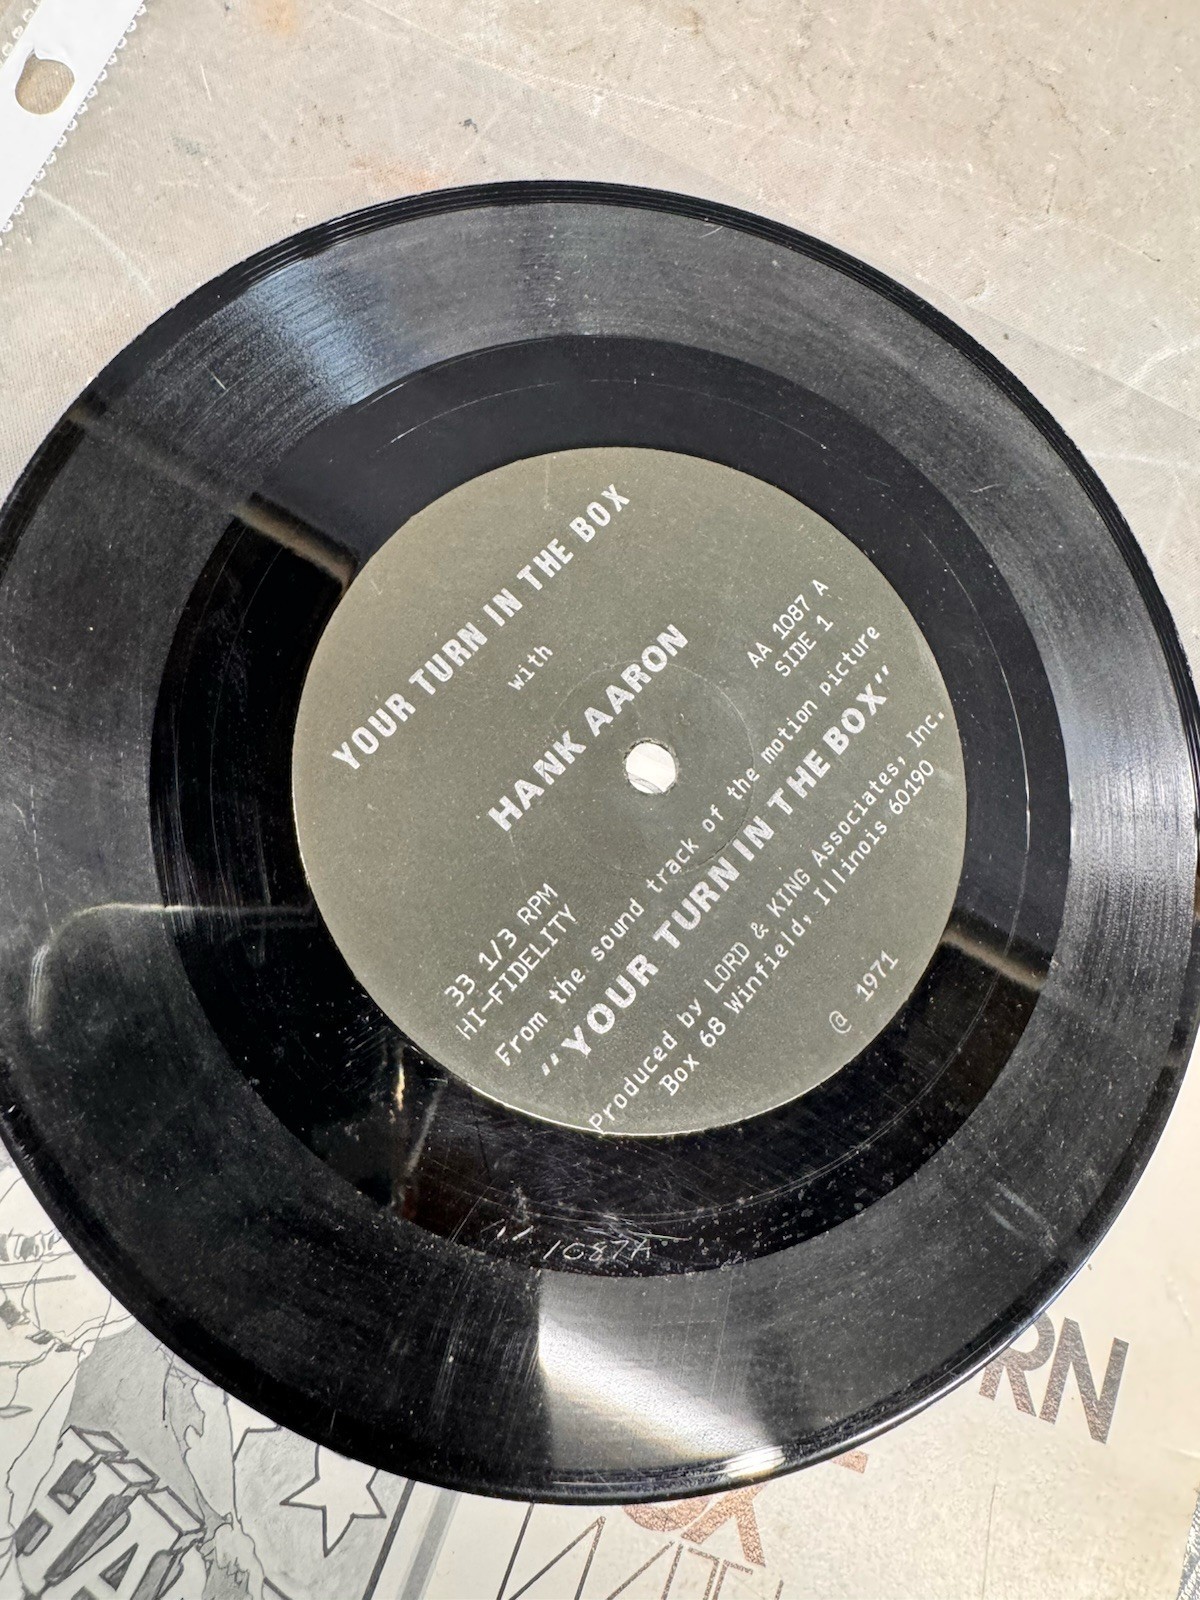 YOUR TURN IN THE BOX
with
HANK AARON
AA 1087 A
SIDE 1
33 1/3 RPM
HI-FIDELITY
From the sound track of the motion picture
"YOUR TURN IN THE BOX"
Produced by LORD & KING Associates, Inc.
Box 68 Winfield, Illinois 60190
@ 1971
1087A
RN
OX